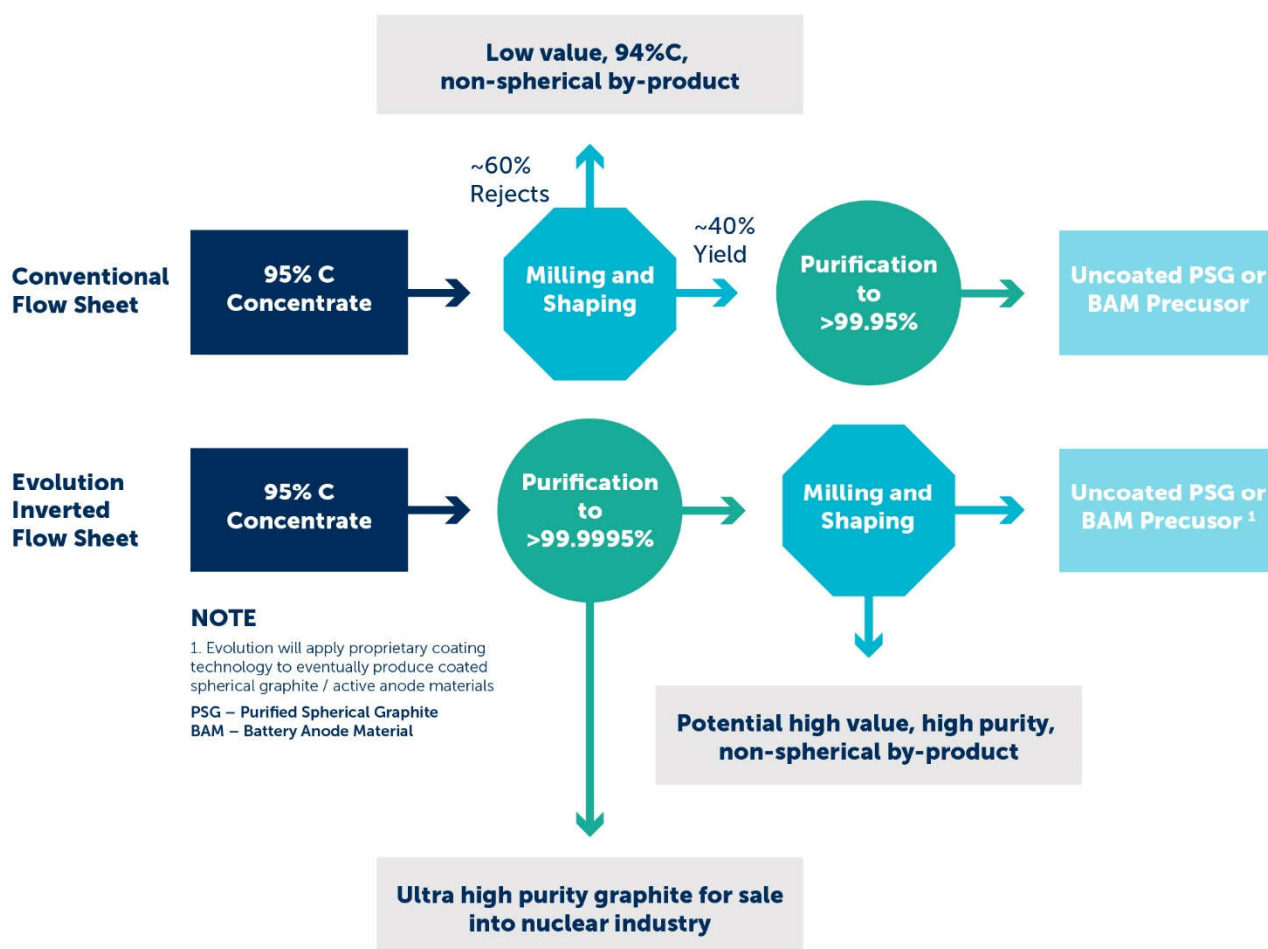 Low value, 94%C,
non-spherical by-product
~60%
Rejects
~40%
Yield
Conventional
Flow Sheet
95% C
Concentrate
Milling and
Shaping
Purification
to
>99.95%
Uncoated PSG or
BAM Precusor
Evolution
Inverted
Flow Sheet
95% C
Concentrate
Purification
to
>99.9995%
Milling and
Shaping
Uncoated PSG or
BAM Precusor ¹
NOTE
1. Evolution will apply proprietary coating
technology to eventually produce coated
spherical graphite / active anode materials
PSG – Purified Spherical Graphite
BAM – Battery Anode Material
Potential high value, high purity,
non-spherical by-product
Ultra high purity graphite for sale
into nuclear industry